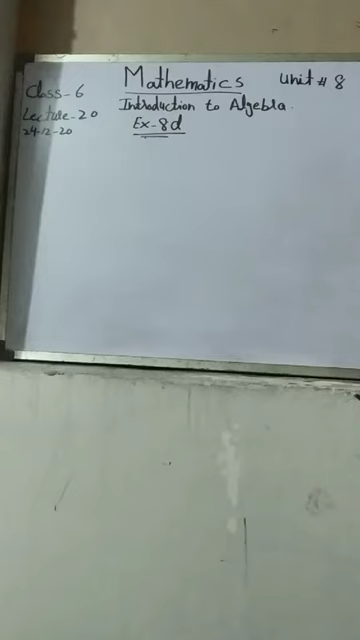 Mathematics Unit # 8
Class-6
Introduction to Algebra.
Lecture-20
Ex-8d
24-12-20